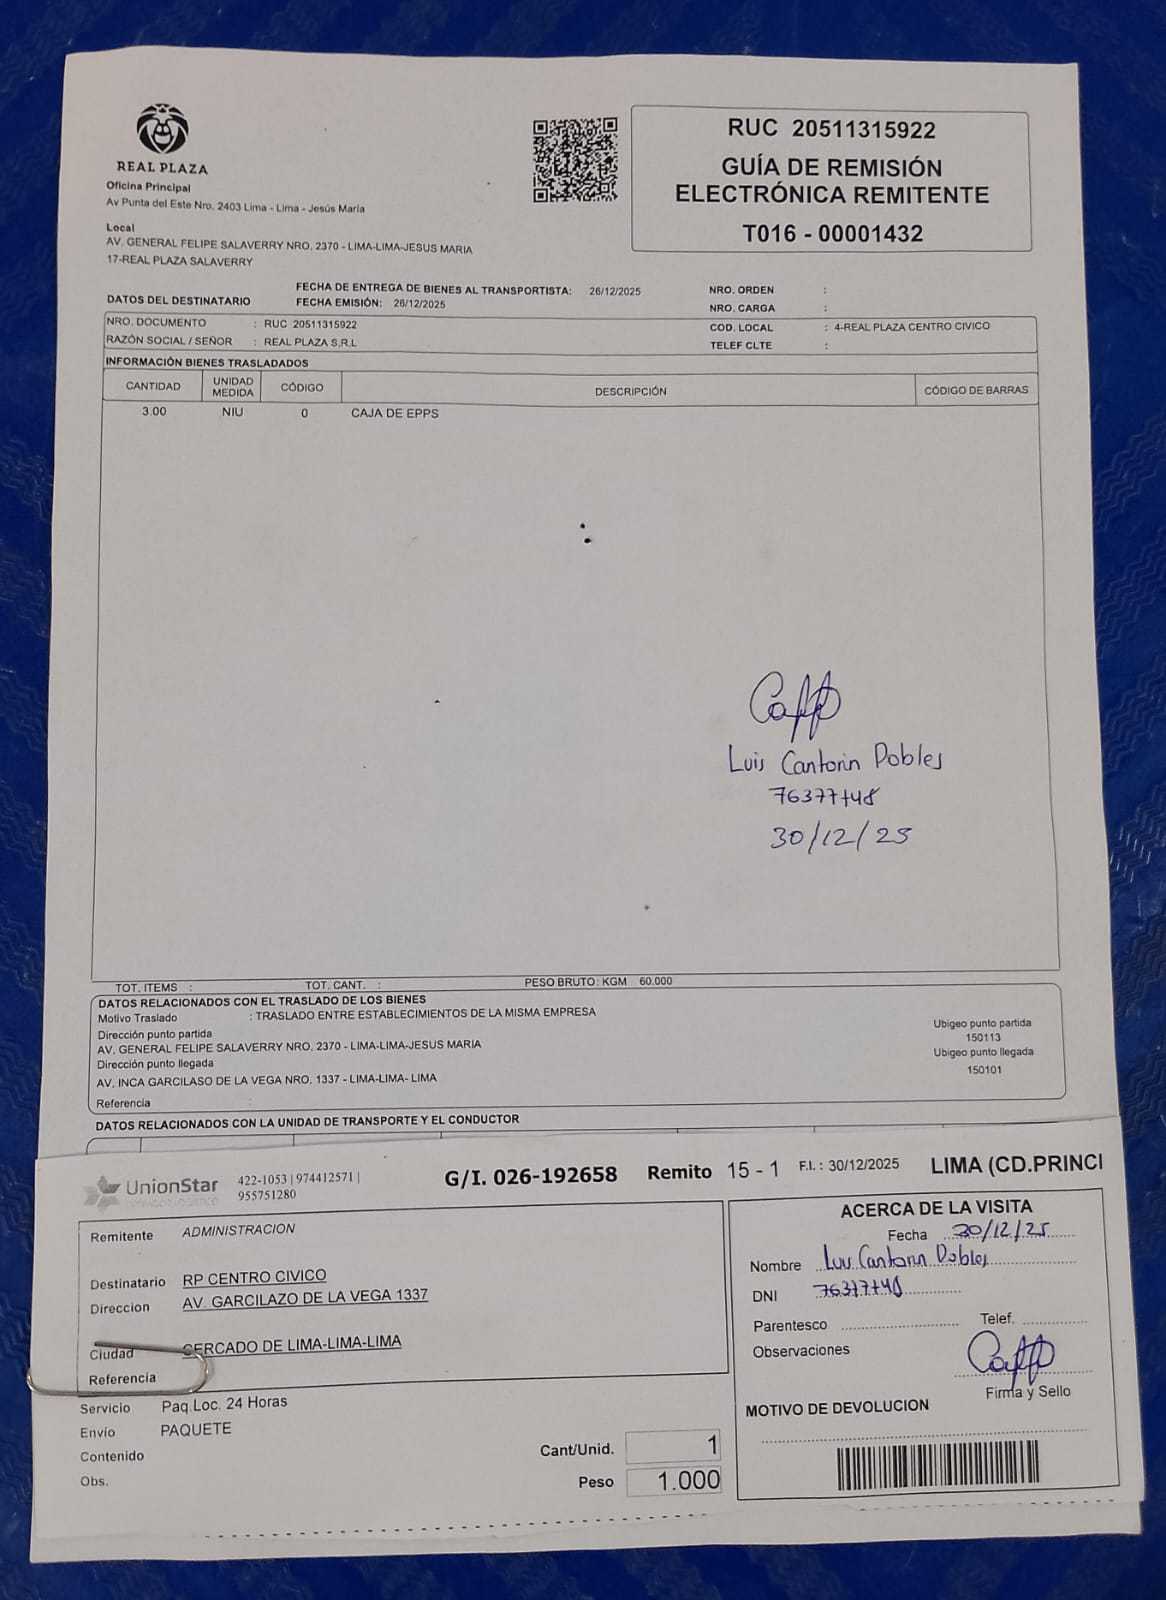 REAL PLAZA
Oficina Principal
Av Punta del Este Nro. 2403 Lima - Lima - Jesús María
Local
AV. GENERAL FELIPE SALAVERRY NRO. 2370 - LIMA-LIMA-JESUS MARIA
17-REAL PLAZA SALAVERRY
RUC 20511315922
GUÍA DE REMISIÓN
ELECTRÓNICA REMITENTE
T016 - 00001432
FECHA DE ENTREGA DE BIENES AL TRANSPORTISTA: 26/12/2025
DATOS DEL DESTINATARIO FECHA EMISIÓN: 26/12/2025
NRO. ORDEN :
NRO. CARGA :
NRO. DOCUMENTO : RUC 20511315922
RAZÓN SOCIAL / SEÑOR : REAL PLAZA S.R.L
COD. LOCAL : 4-REAL PLAZA CENTRO CIVICO
TELEF CLTE :
INFORMACIÓN BIENES TRASLADADOS
CANTIDAD UNIDAD MEDIDA CÓDIGO DESCRIPCIÓN CÓDIGO DE BARRAS
3.00 NIU 0 CAJA DE EPPS
Luis Cantorin Dobles
76377748
30/12/25
TOT. ITEMS : TOT. CANT. : PESO BRUTO: KGM 60.000
DATOS RELACIONADOS CON EL TRASLADO DE LOS BIENES
Motivo Traslado : TRASLADO ENTRE ESTABLECIMIENTOS DE LA MISMA EMPRESA
Dirección punto partida
AV. GENERAL FELIPE SALAVERRY NRO. 2370 - LIMA-LIMA-JESUS MARIA
Dirección punto llegada
AV. INCA GARCILASO DE LA VEGA NRO. 1337 - LIMA-LIMA- LIMA
Referencia :
Ubigeo punto partida
150113
Ubigeo punto llegada
150101
DATOS RELACIONADOS CON LA UNIDAD DE TRANSPORTE Y EL CONDUCTOR
UnionStar
422-1053 | 974412571 |
955751280
G/I. 026-192658 Remito 15 - 1 F.I. : 30/12/2025 LIMA (CD.PRINCI
Remitente ADMINISTRACION
Destinatario RP CENTRO CIVICO
Direccion AV. GARCILAZO DE LA VEGA 1337
Ciudad CERCADO DE LIMA-LIMA-LIMA
Referencia
Servicio Paq.Loc. 24 Horas
Envío PAQUETE
Contenido
Obs.
Cant/Unid. 1
Peso 1.000
ACERCA DE LA VISITA
Fecha 30/12/25
Nombre Luis Cantorin Dobles
DNI 76377748
Parentesco
Telef.
Observaciones
Firma y Sello
MOTIVO DE DEVOLUCION